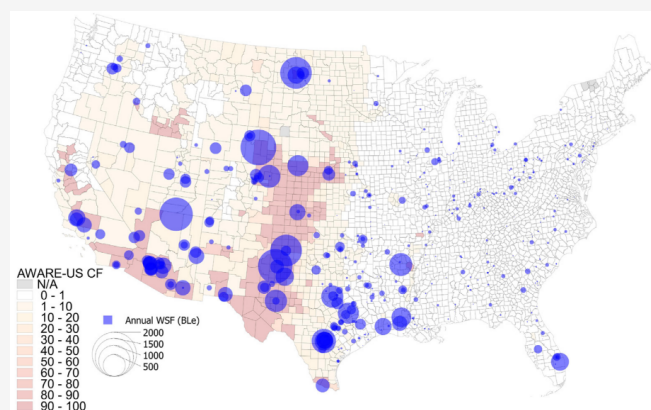 AWARE-US CF
N/A
0 - 1
1 - 10
10 - 20
20 - 30
30 - 40
40 - 50
50 - 60
60 - 70
70 - 80
80 - 90
90 - 100
Annual WSF (BLe)
2000
1500
1000
500